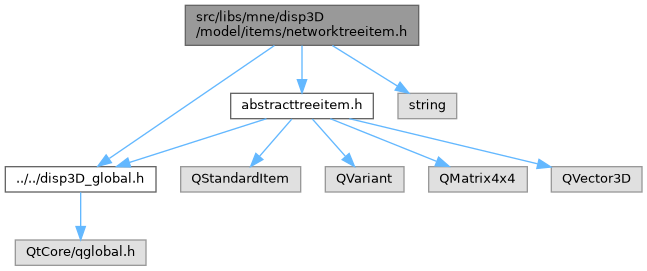 src/libs/mne/disp3D
/model/items/networktreeitem.h
abstracttreeitem.h
string
../../disp3D_global.h
QStandardItem
QVariant
QMatrix4x4
QVector3D
QtCore/qglobal.h